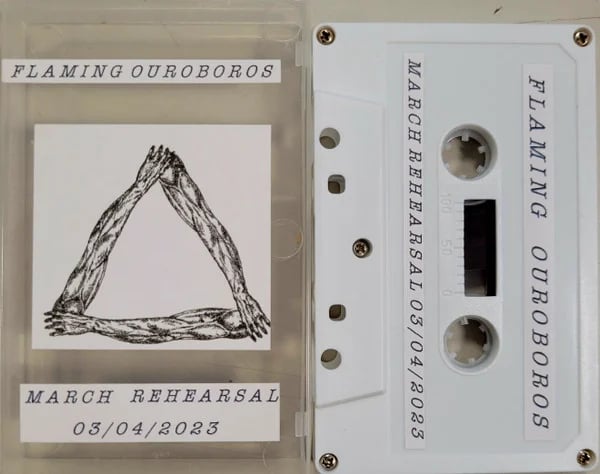 FLAMING OUROBOROS
MARCH REHEARSAL
03/04/2023
FLAMING OUROBOROS
MARCH REHEARSAL 03/04/2023
100 50 0